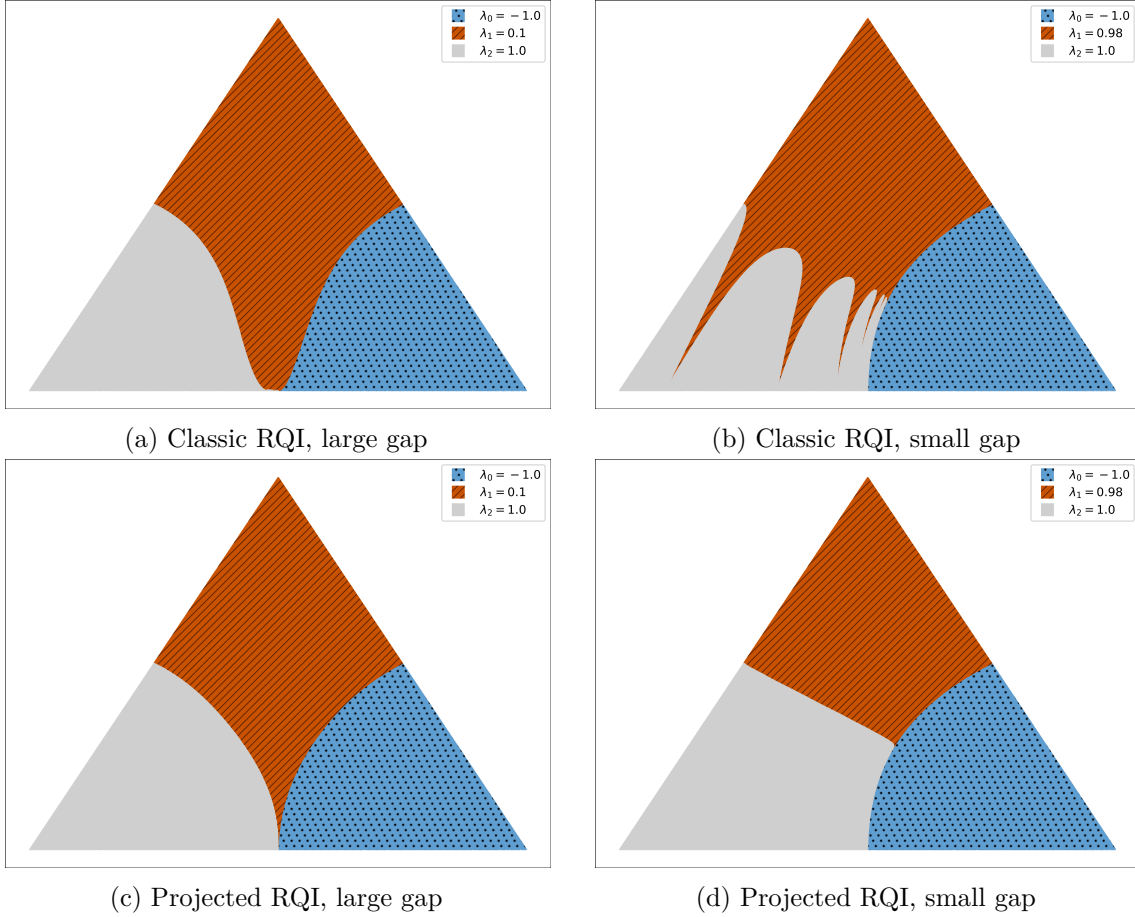 λ₀ = −1.0
λ₁ = 0.1
λ₂ = 1.0
λ₀ = −1.0
λ₁ = 0.98
λ₂ = 1.0
(a) Classic RQI, large gap
(b) Classic RQI, small gap
λ₀ = −1.0
λ₁ = 0.1
λ₂ = 1.0
λ₀ = −1.0
λ₁ = 0.98
λ₂ = 1.0
(c) Projected RQI, large gap
(d) Projected RQI, small gap